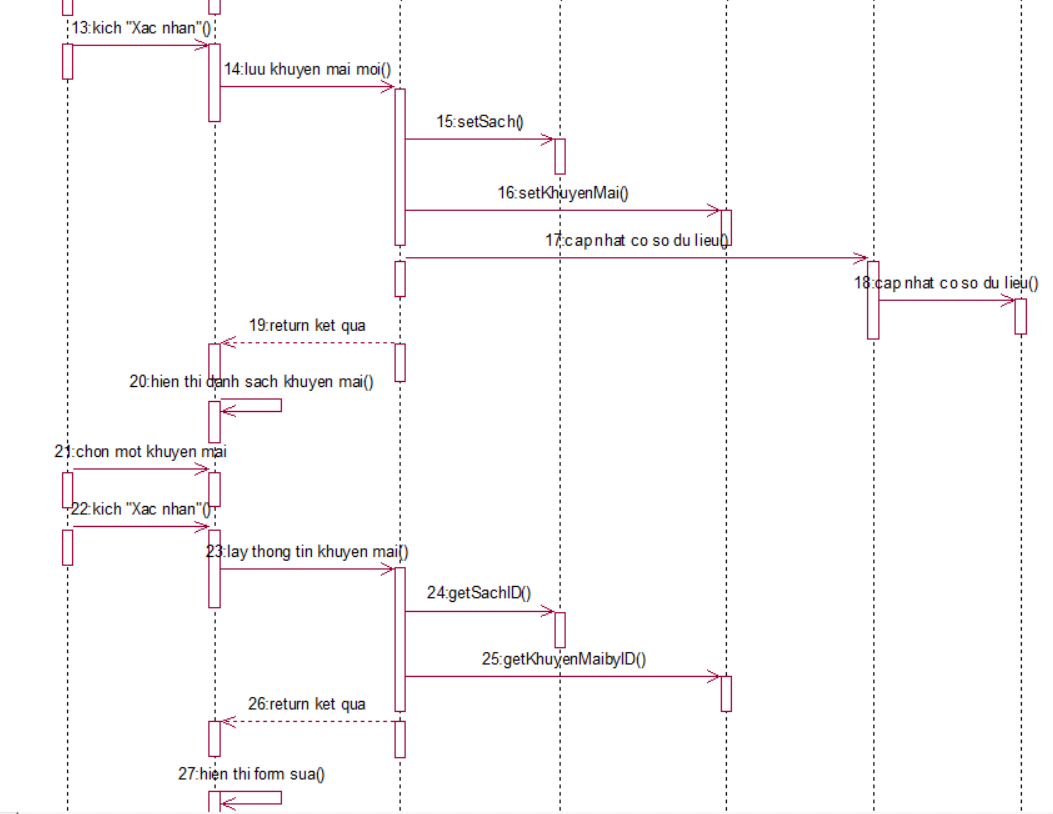 13:kich "Xac nhan"()
14:luu khuyen mai moi()
15:setSach()
16:setKhuyenMai()
17:cap nhat co so du lieu()
18:cap nhat co so du lieu()
19:return ket qua
20:hien thi danh sach khuyen mai()
21:chon mot khuyen mai
22:kich "Xac nhan"()
23:lay thong tin khuyen mai()
24:getSachID()
25:getKhuyenMaibyID()
26:return ket qua
27:hien thi form sua()